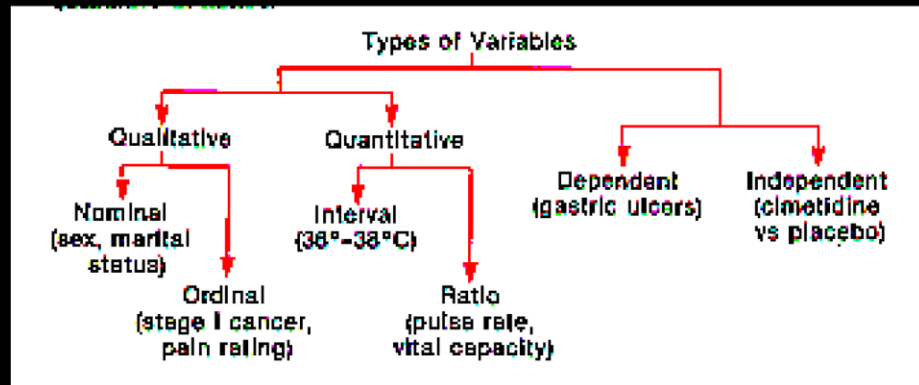 Types of Variables
Qualitative
Quantitative
Dependent
(gastric ulcers)
Independent
(cimetidine
vs placebo)
Nominal
(sex, marital
status)
Interval
(36°–38°C)
Ordinal
(stage I cancer,
pain rating)
Ratio
(pulse rate,
vital capacity)